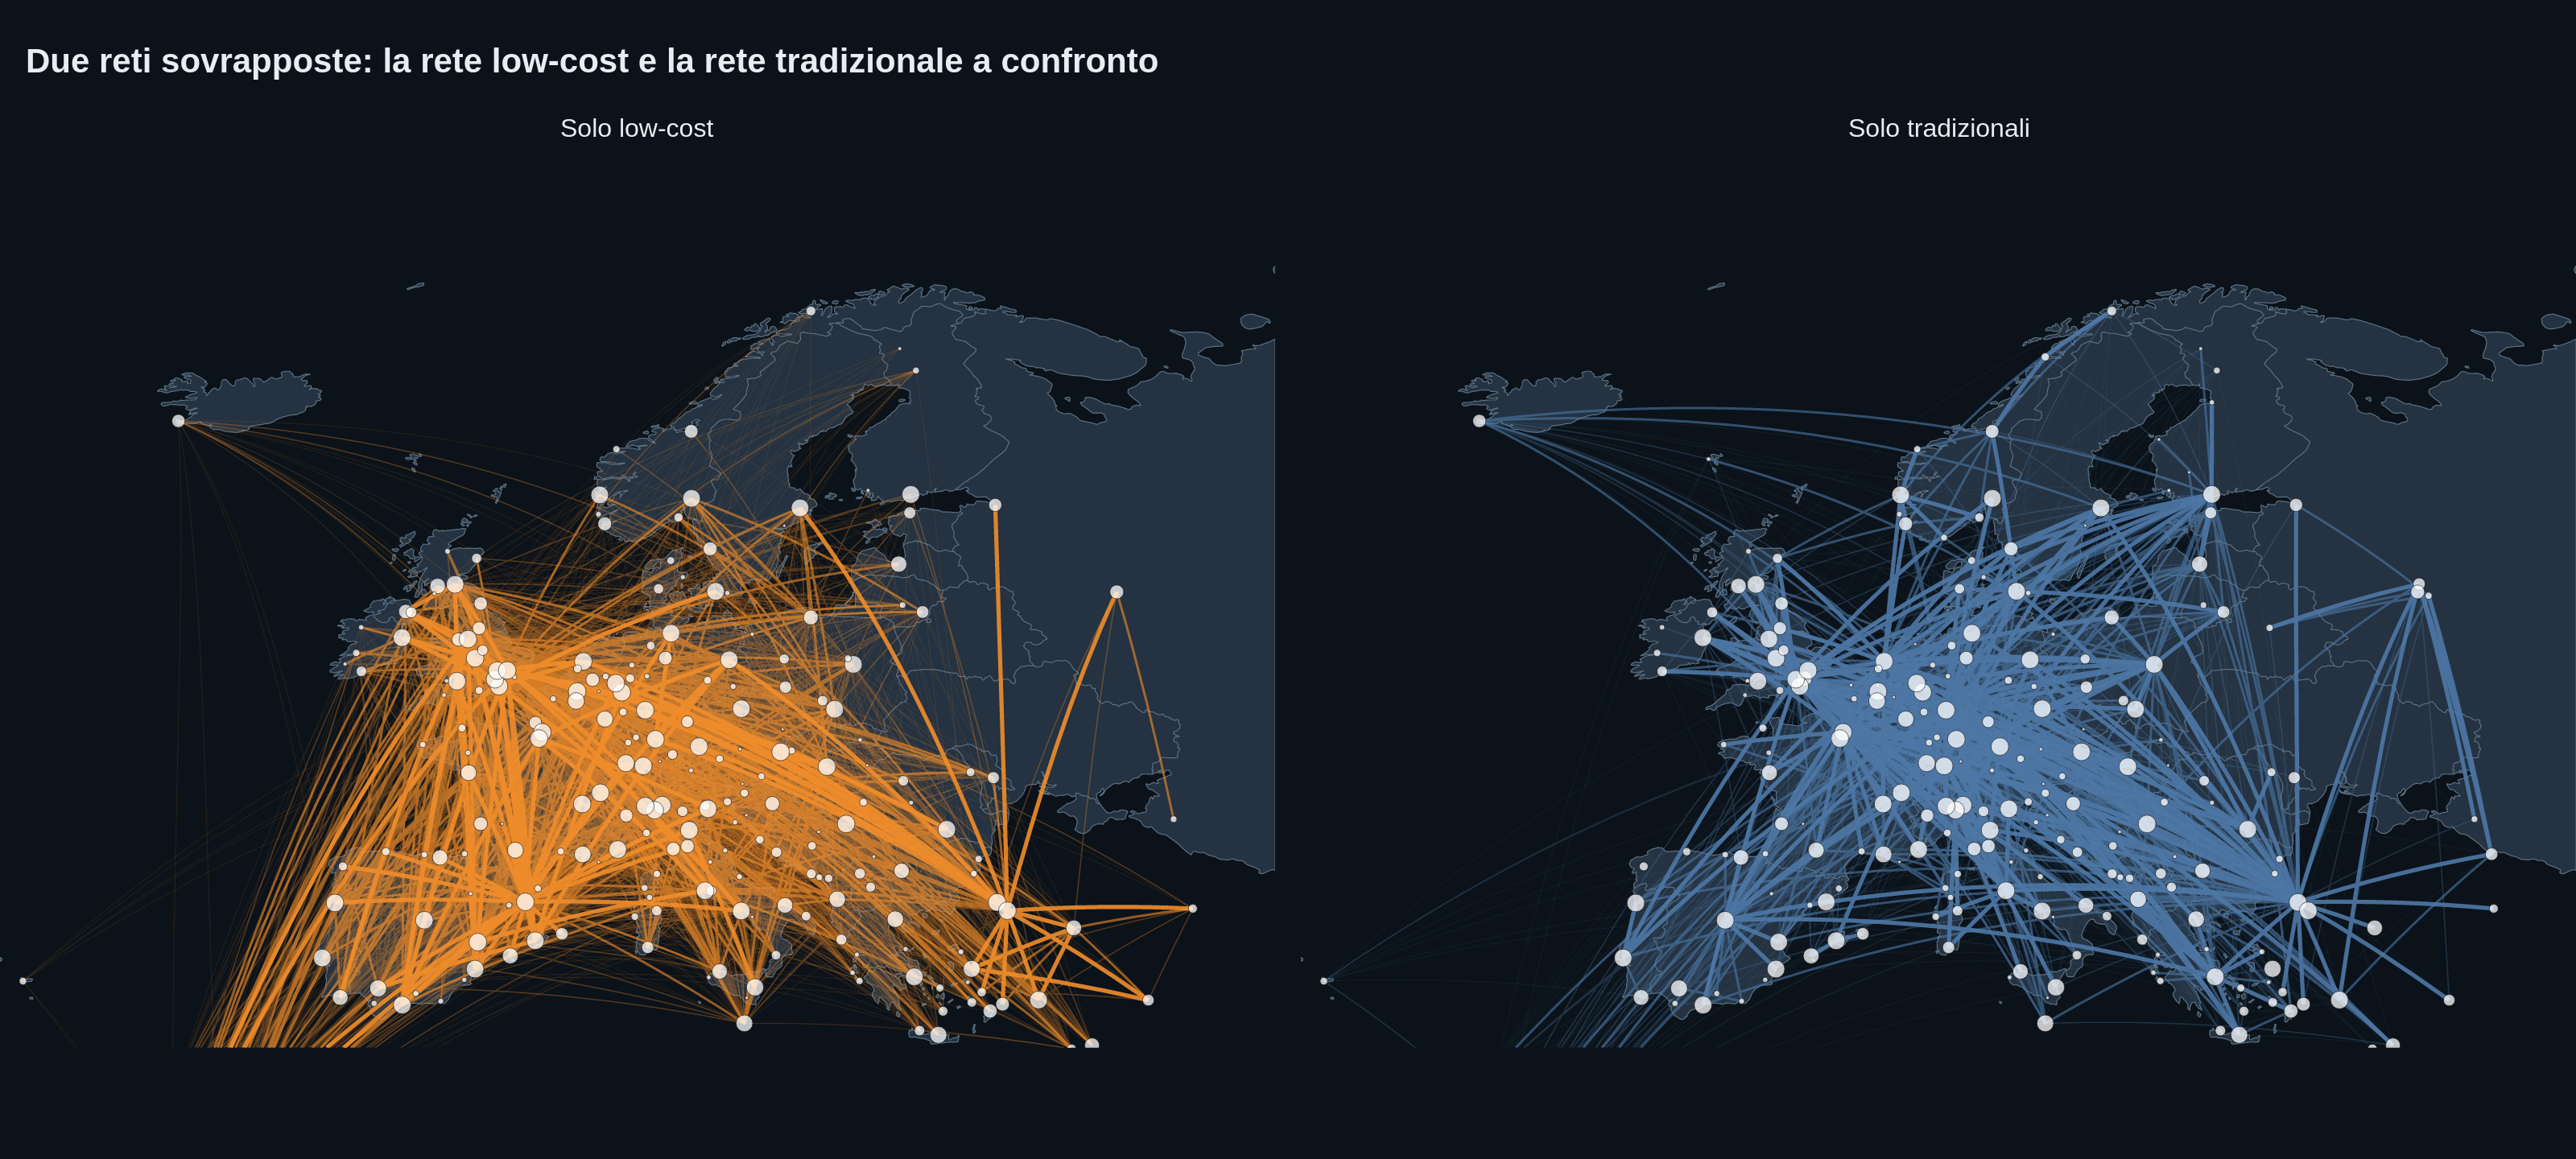 Due reti sovrapposte: la rete low-cost e la rete tradizionale a confronto
Solo low-cost
Solo tradizionali